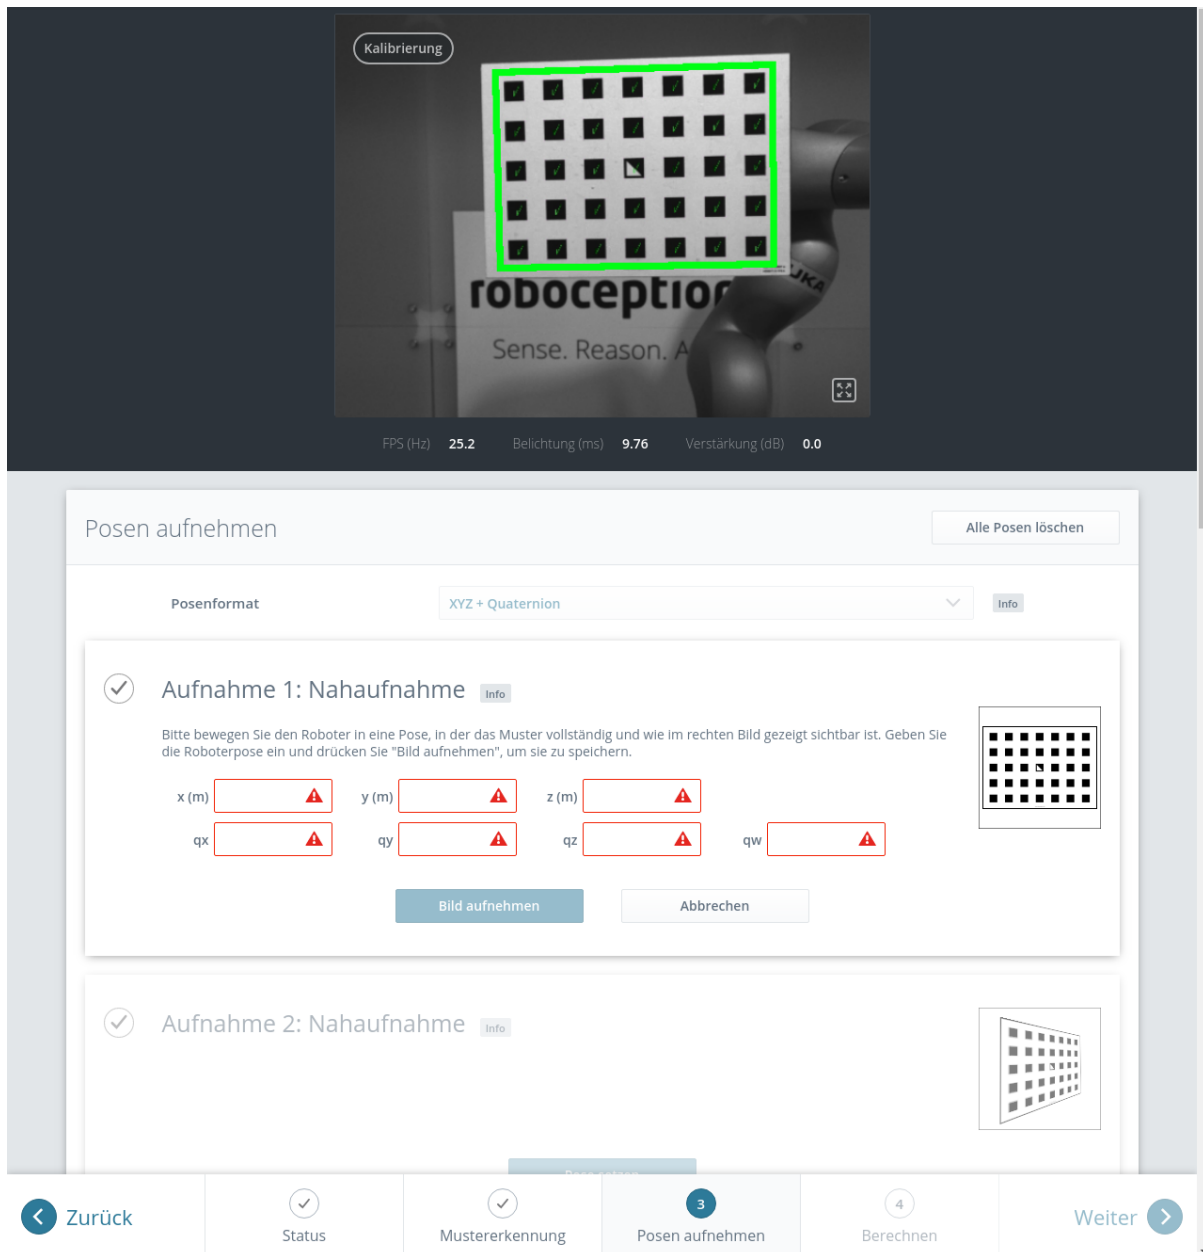 Kalibrierung
KUKA
roboception
Sense. Reason. A
FPS (Hz) 25.2 Belichtung (ms) 9.76 Verstärkung (dB) 0.0
Posen aufnehmen
Alle Posen löschen
Posenformat XYZ + Quaternion Info
Aufnahme 1: Nahaufnahme Info
Bitte bewegen Sie den Roboter in eine Pose, in der das Muster vollständig und wie im rechten Bild gezeigt sichtbar ist. Geben Sie
die Roboterpose ein und drücken Sie "Bild aufnehmen", um sie zu speichern.
x (m) y (m) z (m)
qx qy qz qw
Bild aufnehmen Abbrechen
Aufnahme 2: Nahaufnahme Info
Pose setzen
Zurück
Status
Mustererkennung
3
Posen aufnehmen
4
Berechnen
Weiter